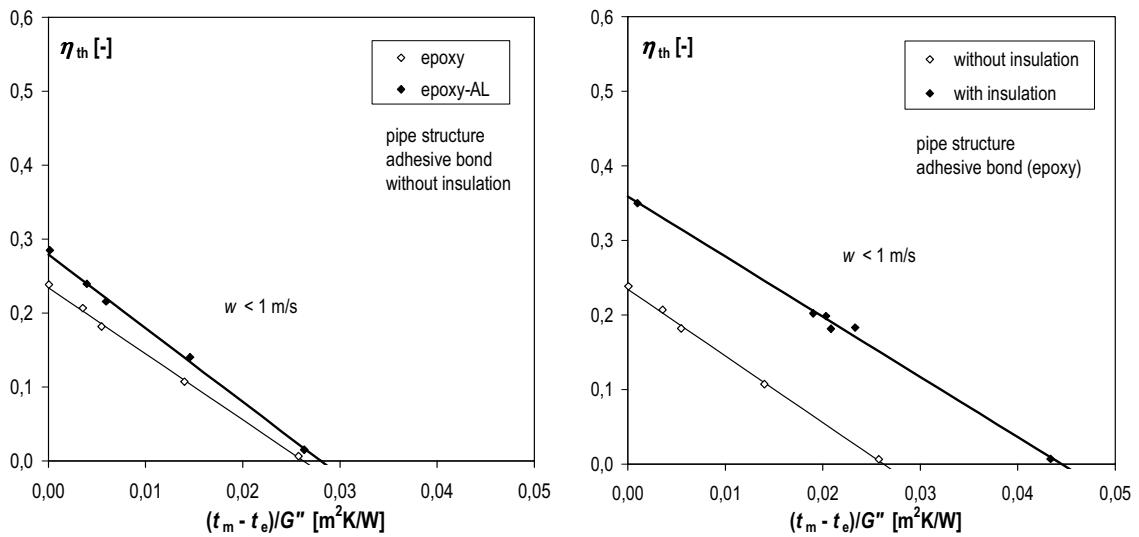 0,6
η th [-]
epoxy
epoxy-AL
0,5
pipe structure
adhesive bond
without insulation
0,4
0,3
w < 1 m/s
0,2
0,1
0,0
0,00 0,01 0,02 0,03 0,04 0,05
(t m - t e)/G" [m²K/W]
0,6
η th [-]
without insulation
with insulation
0,5
pipe structure
adhesive bond (epoxy)
0,4
0,3
w < 1 m/s
0,2
0,1
0,0
0,00 0,01 0,02 0,03 0,04 0,05
(t m - t e)/G" [m²K/W]